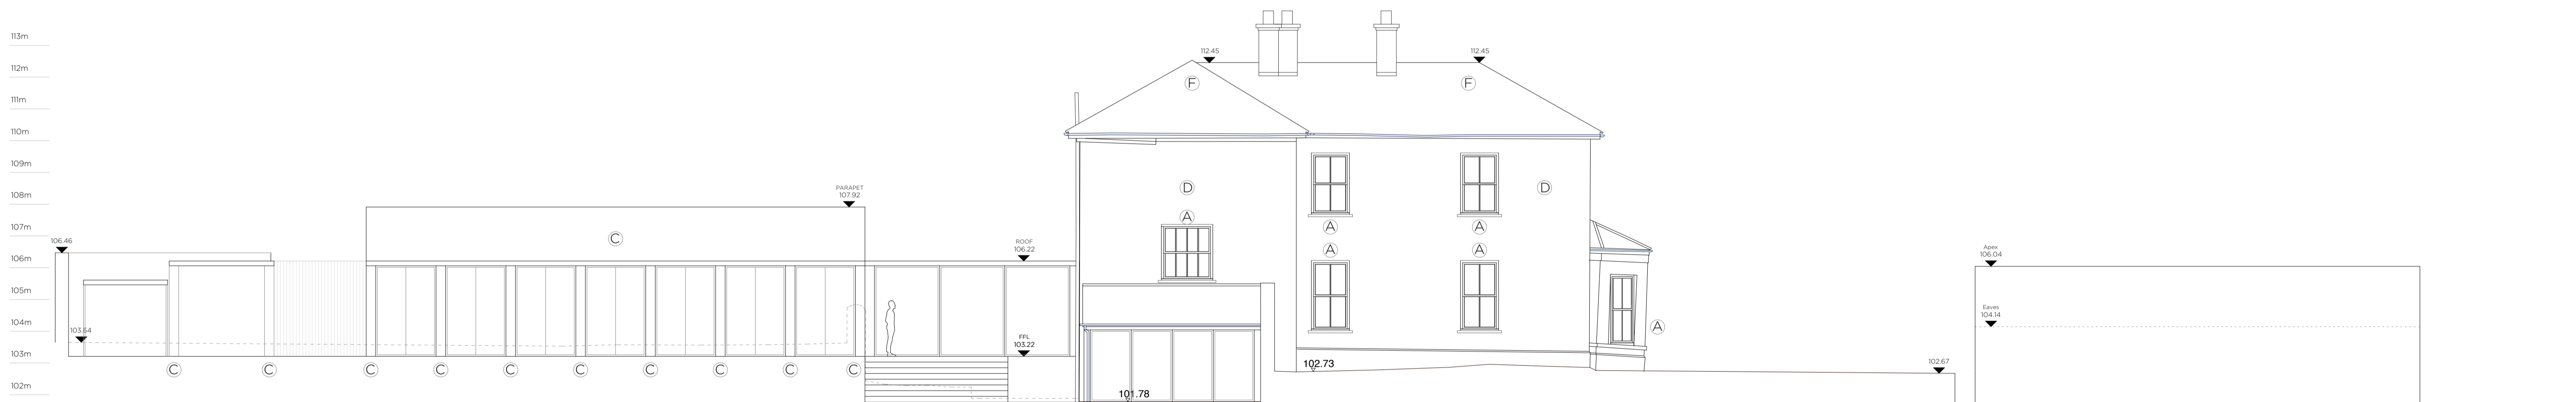 113m
112m
111m
110m
109m
108m
107m
106m
105m
104m
103m
102m
106.46
103.64
PARAPET
107.92
C
ROOF
106.22
FFL
103.22
C
C
C
C
C
C
C
C
C
C
112.45
112.45
F
F
D
D
A
A
A
A
A
A
101.78
102.73
102.67
Apex
106.04
Eaves
104.14